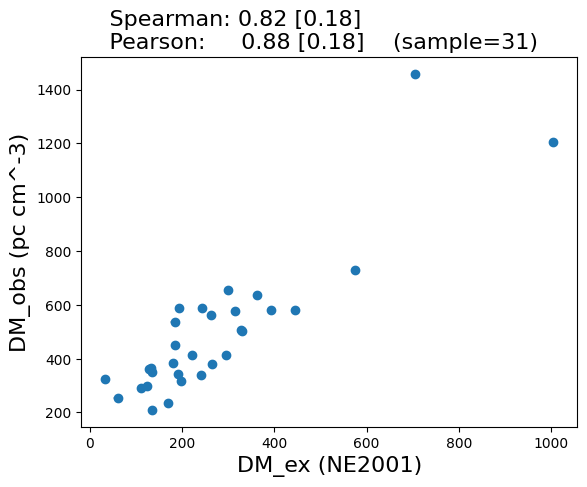 Spearman: 0.82 [0.18]
Pearson: 0.88 [0.18] (sample=31)
1400
1200
1000
800
600
400
200
DM_obs (pc cm^-3)
0 200 400 600 800 1000
DM_ex (NE2001)